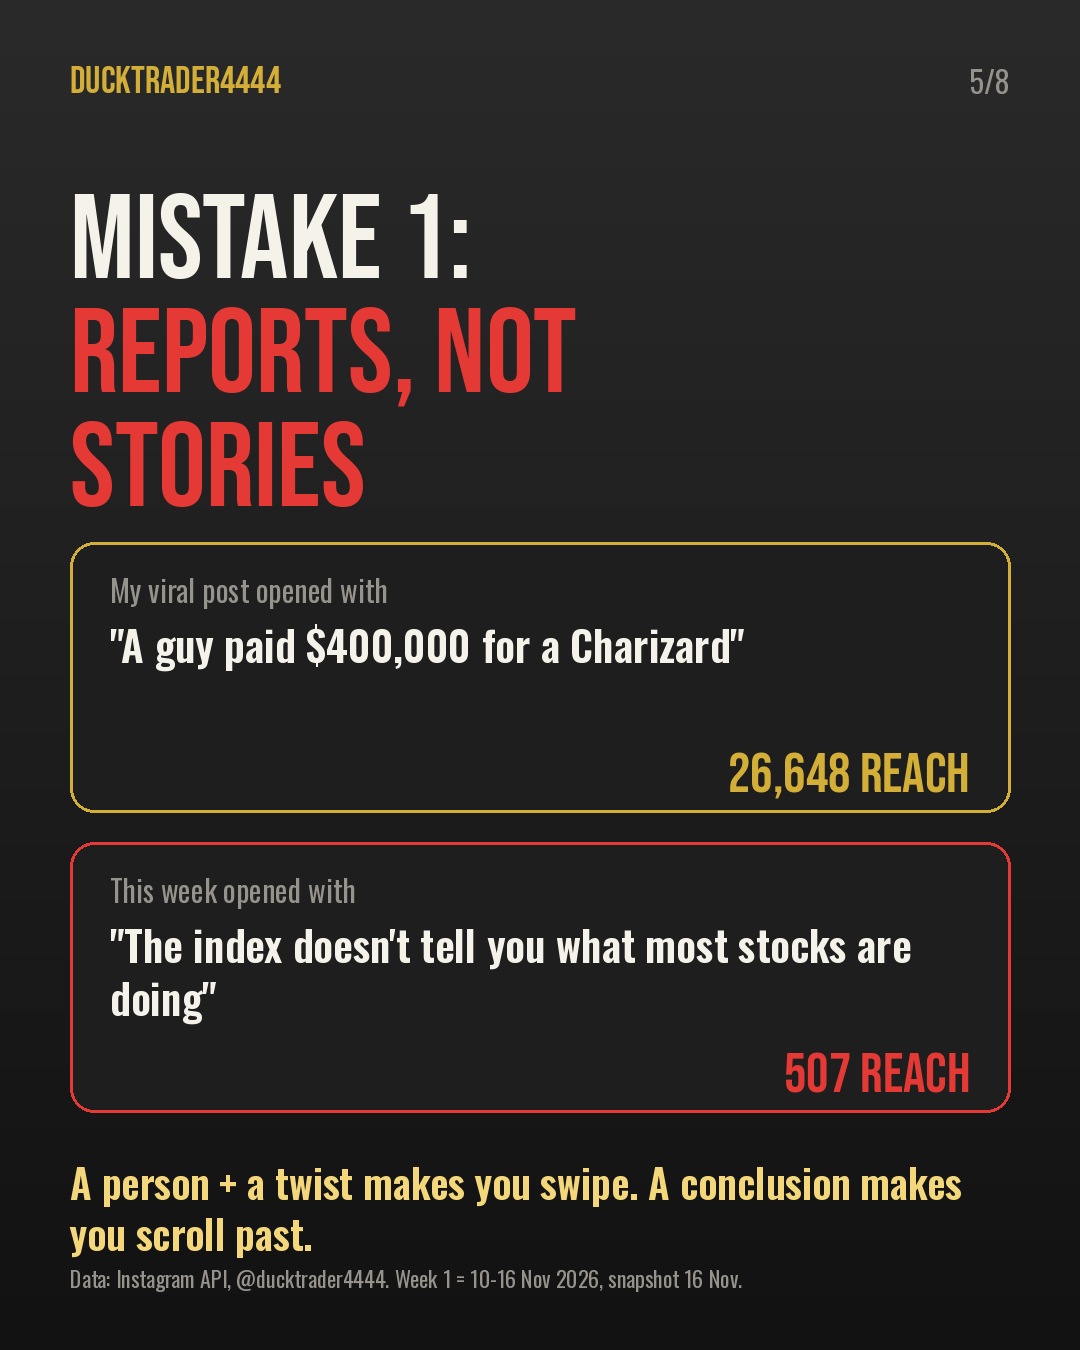 DUCKTRADER4444
5/8
MISTAKE 1:
REPORTS, NOT
STORIES
My viral post opened with
"A guy paid $400,000 for a Charizard"
26,648 REACH
This week opened with
"The index doesn't tell you what most stocks are
doing"
507 REACH
A person + a twist makes you swipe. A conclusion makes
you scroll past.
Data: Instagram API, @ducktrader4444. Week 1 = 10-16 Nov 2026, snapshot 16 Nov.